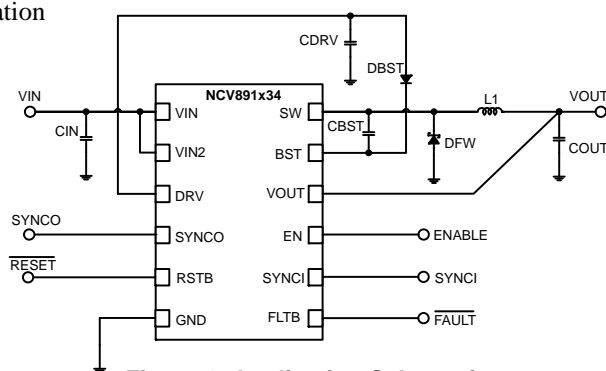 CDRV
DBST
NCV891x34
VIN
VIN
SW
L1
VOUT
CIN
CBST
DFW
COUT
VIN2
BST
DRV
VOUT
SYNCO
SYNCO
EN
ENABLE
RESET
RSTB
SYNCI
SYNCI
GND
FLTB
FAULT